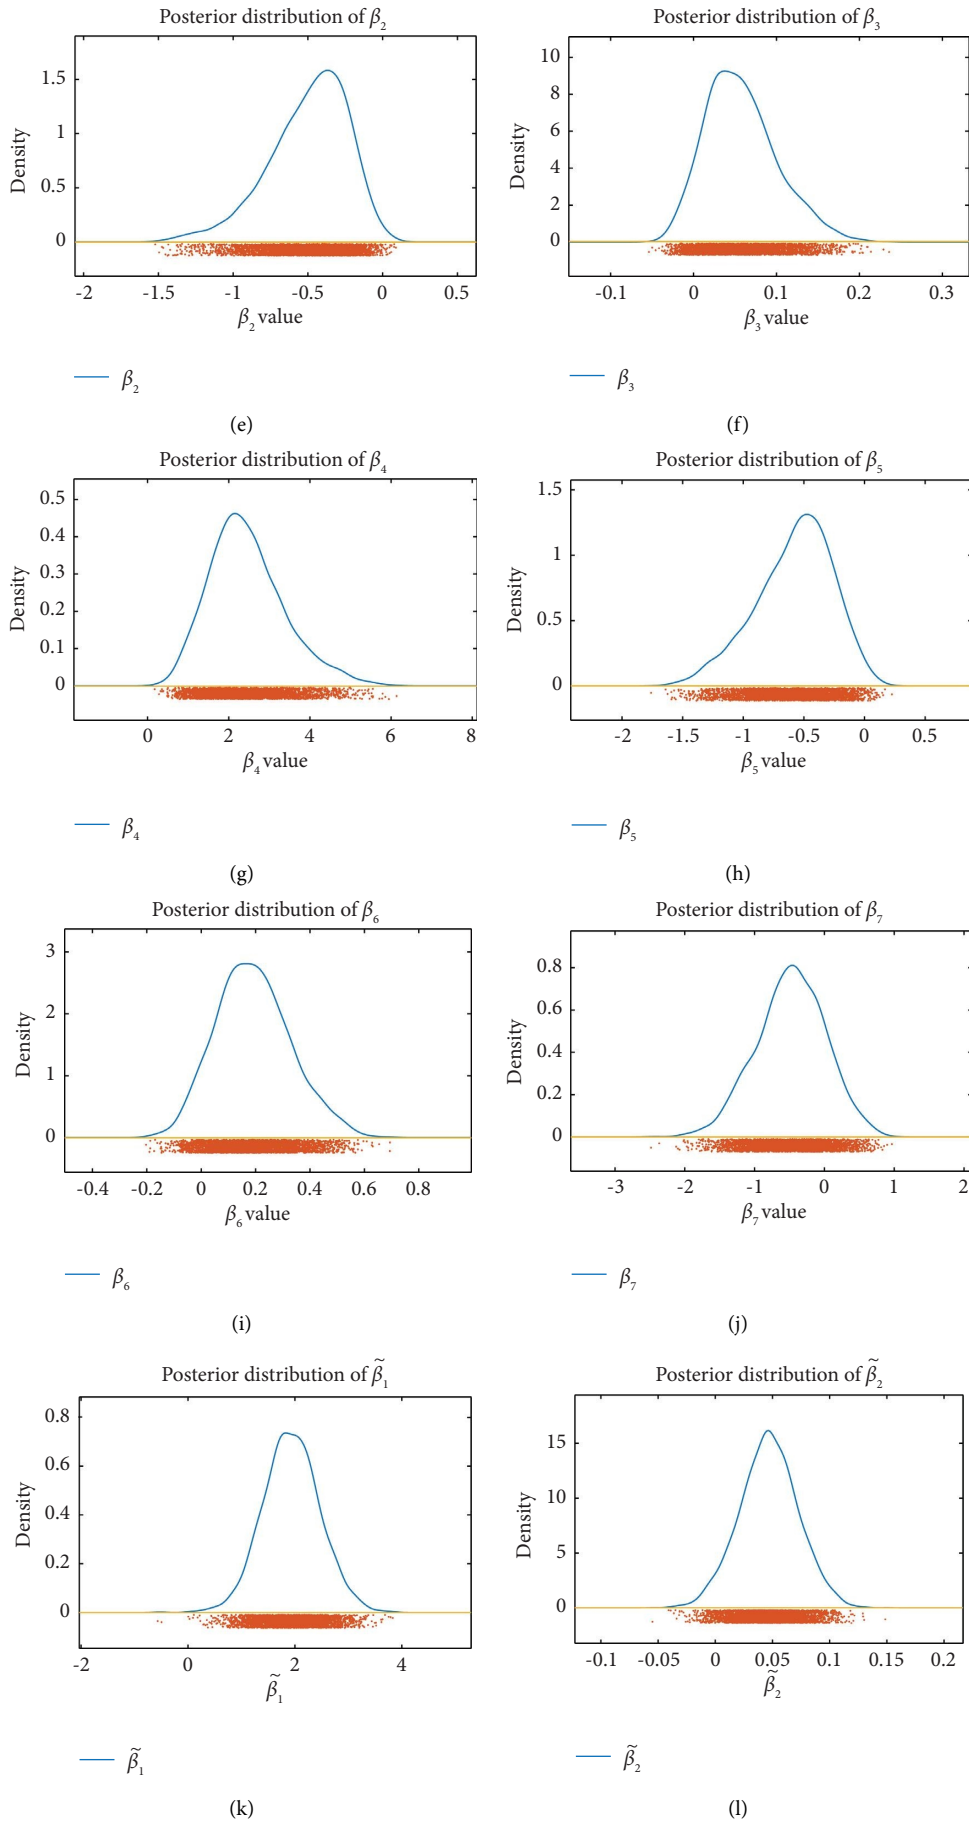 Posterior distribution of β2
Density
1.5
1
0.5
0
-2 -1.5 -1 -0.5 0 0.5
β2 value
β2
(e)
Posterior distribution of β3
Density
10
8
6
4
2
0
-0.1 0 0.1 0.2 0.3
β3 value
β3
(f)
Posterior distribution of β4
Density
0.5
0.4
0.3
0.2
0.1
0
0 2 4 6 8
β4 value
β4
(g)
Posterior distribution of β5
Density
1.5
1
0.5
0
-2 -1.5 -1 -0.5 0 0.5
β5 value
β5
(h)
Posterior distribution of β6
Density
3
2
1
0
-0.4 -0.2 0 0.2 0.4 0.6 0.8
β6 value
β6
(i)
Posterior distribution of β7
Density
0.8
0.6
0.4
0.2
0
-3 -2 -1 0 1 2
β7 value
β7
(j)
Posterior distribution of β̃1
Density
0.8
0.6
0.4
0.2
0
-2 0 2 4
β̃1
β̃1
(k)
Posterior distribution of β̃2
Density
15
10
5
0
-0.1 -0.05 0 0.05 0.1 0.15 0.2
β̃2
β̃2
(l)